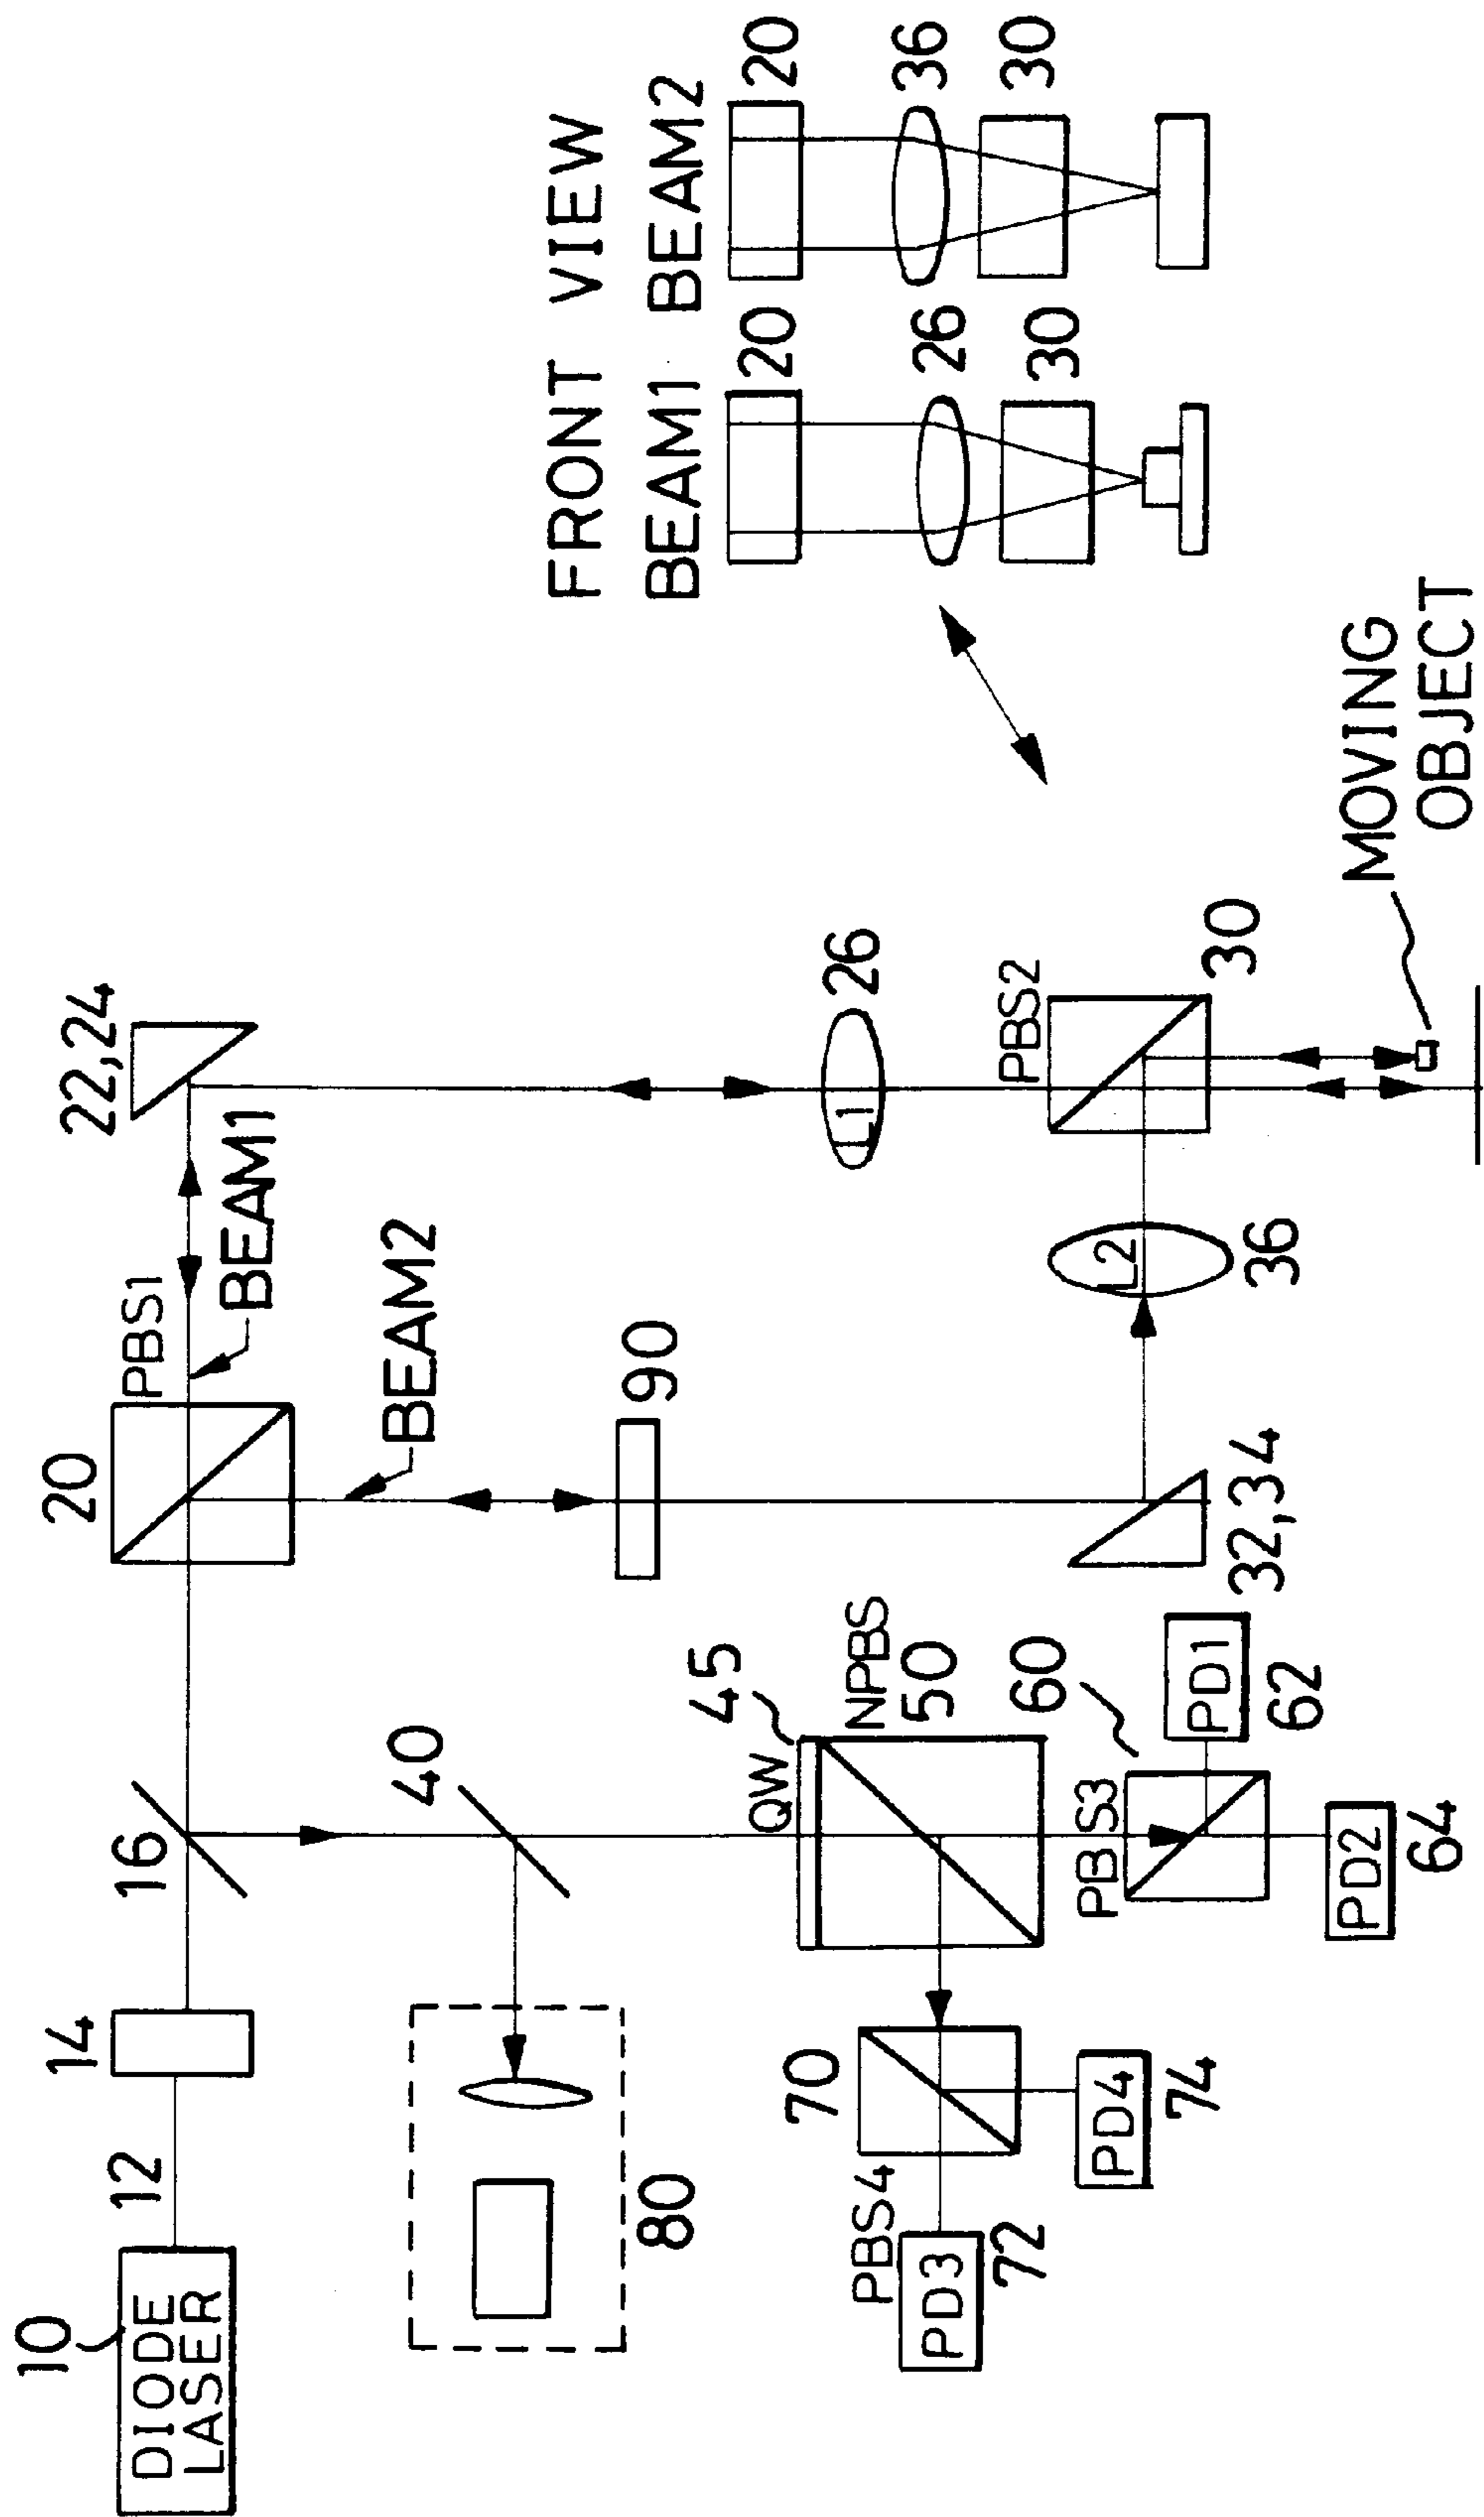 10
DIODE
LASER
12
14
16
20
PBS1
22,24
BEAM1
BEAM2
40
80
90
45
QW
NPBS
50
L1
26
FRONT VIEW
BEAM1 BEAM2
20
20
26
36
30
30
70
PBS4
PD3
72
PD4
74
60
PBS3
PD1
62
PD2
64
32,34
L2
36
PBS2
30
MOVING
OBJECT